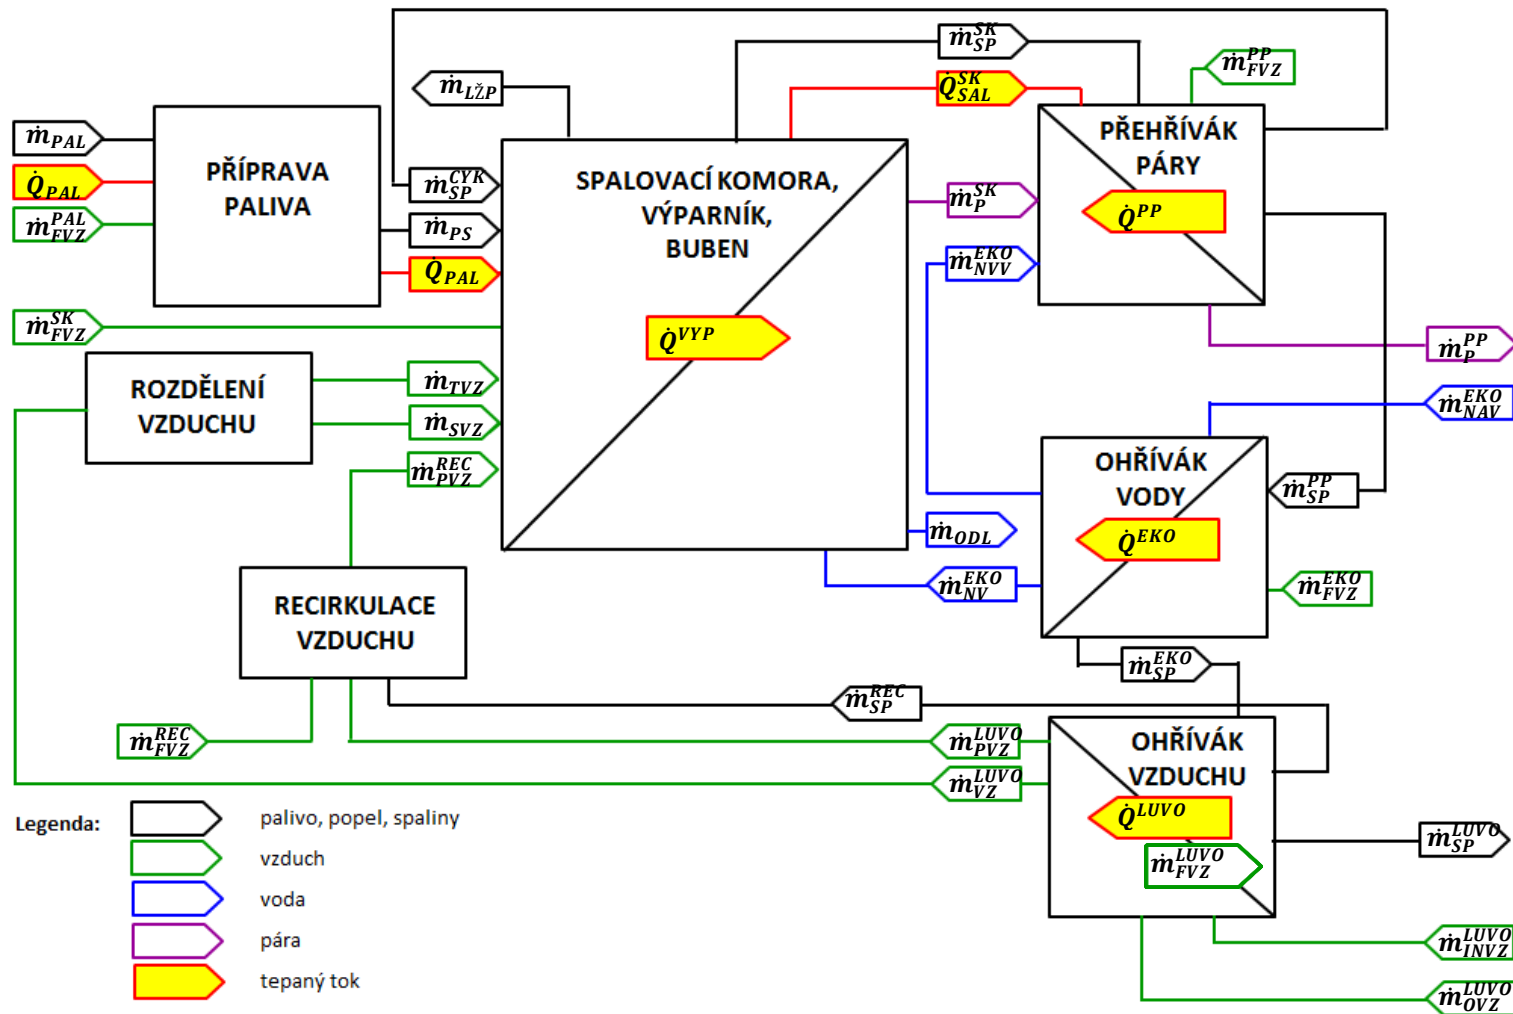 ṁ_SP^SK
ṁ_FVZ^PP
ṁ_LŽP
Q̇_SAL^SK
ṁ_PAL
Q̇_PAL
ṁ_FVZ^PAL
PŘÍPRAVA
PALIVA
ṁ_SP^CYK
ṁ_PS
Q̇_PAL
SPALOVACÍ KOMORA,
VÝPARNÍK,
BUBEN
Q̇^VYP
ṁ_P^SK
ṁ_NVV^EKO
PŘEHŘÍVÁK
PÁRY
Q̇^PP
ṁ_FVZ^SK
ṁ_P^PP
ROZDĚLENÍ
VZDUCHU
ṁ_TVZ
ṁ_SVZ
ṁ_PVZ^REC
ṁ_NAV^EKO
OHŘÍVÁK
VODY
ṁ_SP^PP
Q̇^EKO
ṁ_ODL
ṁ_NV^EKO
ṁ_FVZ^EKO
RECIRKULACE
VZDUCHU
ṁ_SP^EKO
ṁ_SP^REC
ṁ_FVZ^REC
ṁ_PVZ^LUVO
ṁ_VZ^LUVO
OHŘÍVÁK
VZDUCHU
Q̇^LUVO
ṁ_FVZ^LUVO
ṁ_SP^LUVO
ṁ_INVZ^LUVO
ṁ_OVZ^LUVO
Legenda:
palivo, popel, spaliny
vzduch
voda
pára
tepaný tok